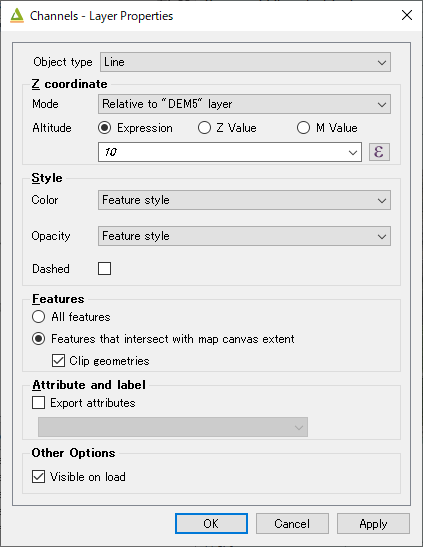 Channels - Layer Properties
Object type Line
Z coordinate
Mode Relative to "DEM5" layer
Altitude Expression Z Value M Value
10 ε
Style
Color Feature style
Opacity Feature style
Dashed
Features
All features
Features that intersect with map canvas extent
Clip geometries
Attribute and label
Export attributes
Other Options
Visible on load
OK Cancel Apply